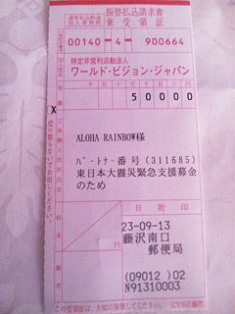 振替払込請求書
兼受領証
00140-4-900664
特定非営利活動法人
ワールド・ビジョン・ジャパン
50000
ALOHA RAINBOW様
パートナー番号(311685)
東日本大震災緊急支援募金
のため
日附印
23-09-13
藤沢南口
郵便局
(09012)02
N91310003